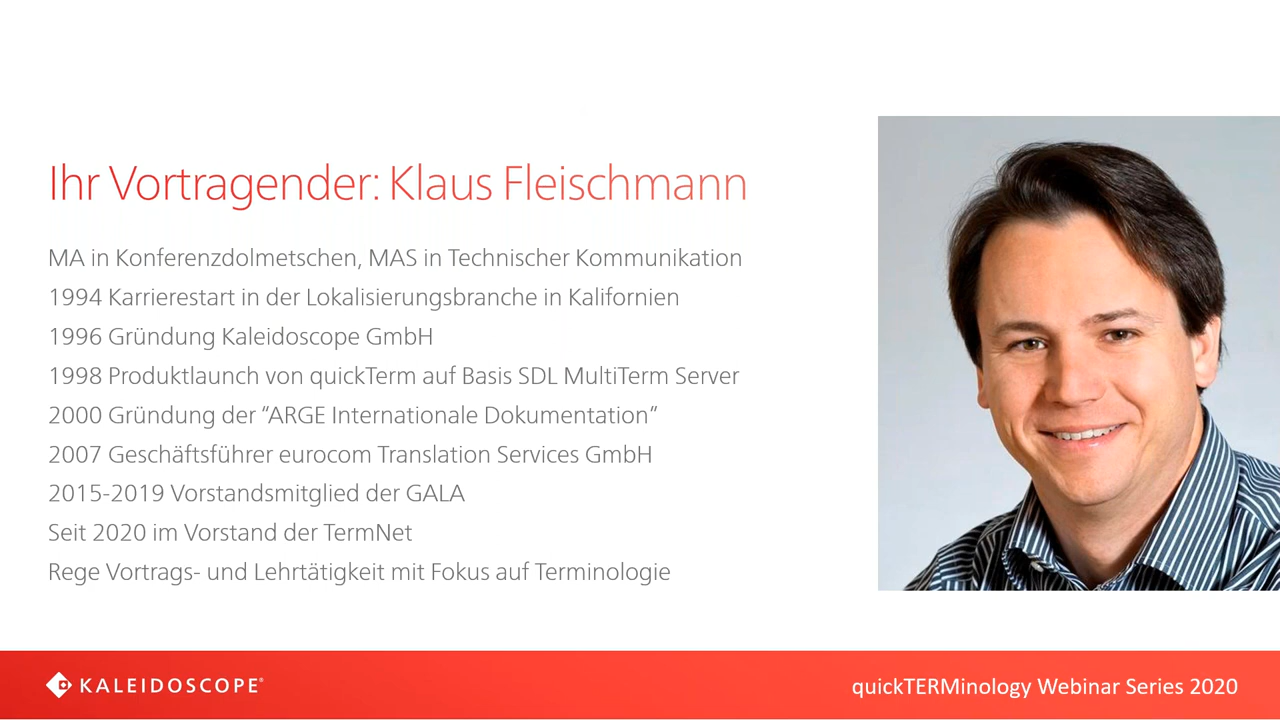 Ihr Vortragender: Klaus Fleischmann
MA in Konferenzdolmetschen, MAS in Technischer Kommunikation
1994 Karrierestart in der Lokalisierungsbranche in Kalifornien
1996 Gründung Kaleidoscope GmbH
1998 Produktlaunch von quickTerm auf Basis SDL MultiTerm Server
2000 Gründung der “ARGE Internationale Dokumentation”
2007 Geschäftsführer eurocom Translation Services GmbH
2015-2019 Vorstandsmitglied der GALA
Seit 2020 im Vorstand der TermNet
Rege Vortrags- und Lehrtätigkeit mit Fokus auf Terminologie
KALEIDOSCOPE®
quickTERMinology Webinar Series 2020